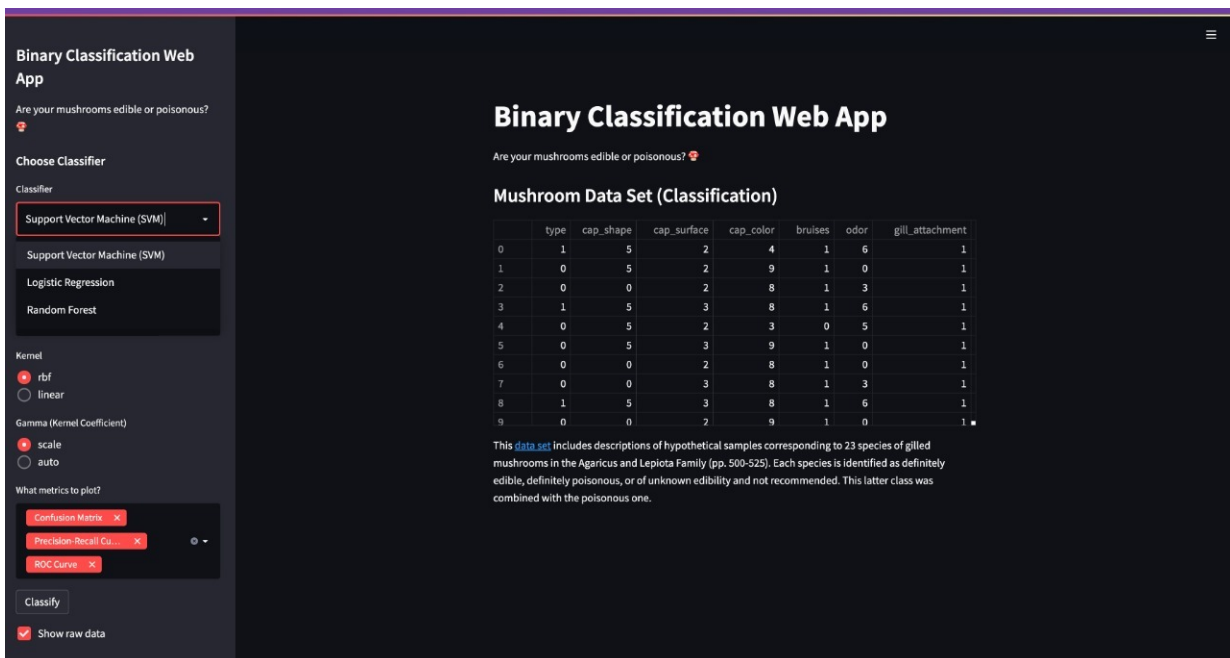 Binary Classification Web
App
Are your mushrooms edible or poisonous?
Choose Classifier
Classifier
Support Vector Machine (SVM)
Support Vector Machine (SVM)
Logistic Regression
Random Forest
Kernel
rbf
linear
Gamma (Kernel Coefficient)
scale
auto
What metrics to plot?
Confusion Matrix
Precision-Recall Cu...
ROC Curve
Classify
Show raw data
Binary Classification Web App
Are your mushrooms edible or poisonous?
Mushroom Data Set (Classification)
type cap_shape cap_surface cap_color bruises odor gill_attachment
0 1 5 2 4 1 6 1
1 0 5 2 9 1 0 1
2 0 0 2 8 1 3 1
3 1 5 3 8 1 6 1
4 0 5 2 3 0 5 1
5 0 5 3 9 1 0 1
6 0 0 2 8 1 0 1
7 0 0 3 8 1 3 1
8 1 5 3 8 1 6 1
9 0 0 2 9 1 0 1
This data set includes descriptions of hypothetical samples corresponding to 23 species of gilled
mushrooms in the Agaricus and Lepiota Family (pp. 500-525). Each species is identified as definitely
edible, definitely poisonous, or of unknown edibility and not recommended. This latter class was
combined with the poisonous one.